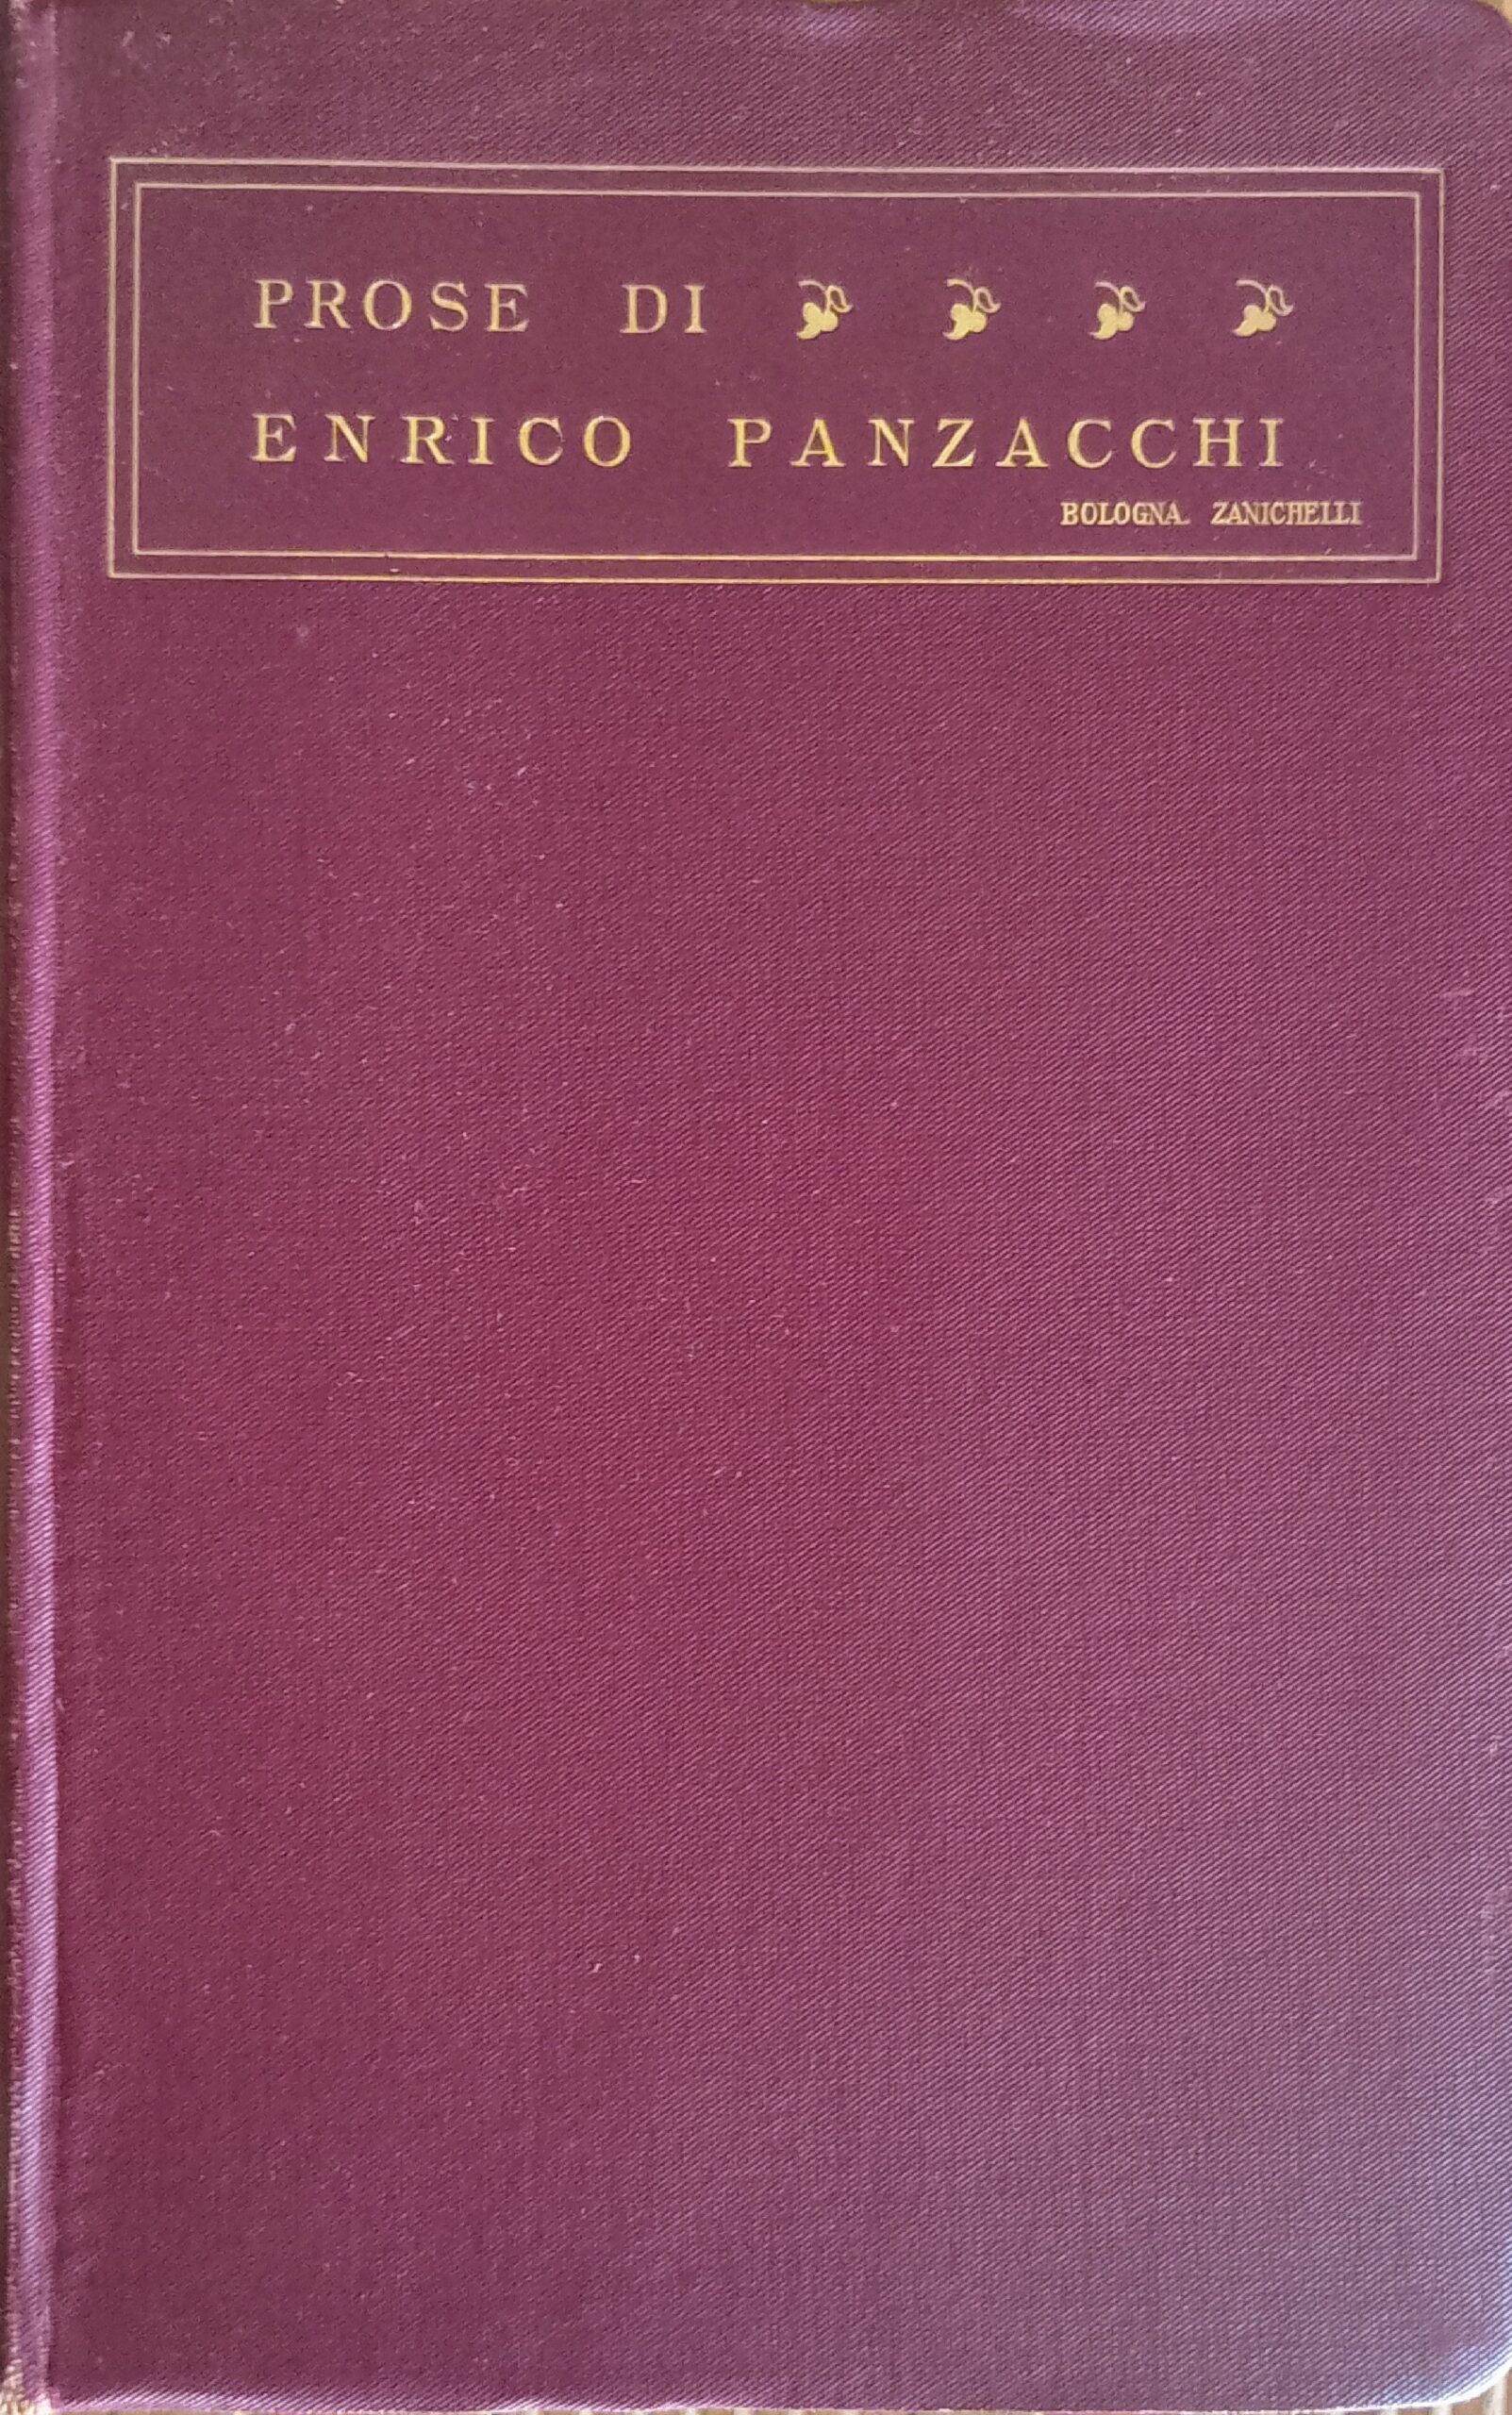 PROSE DI
ENRICO PANZACCHI
BOLOGNA. ZANICHELLI